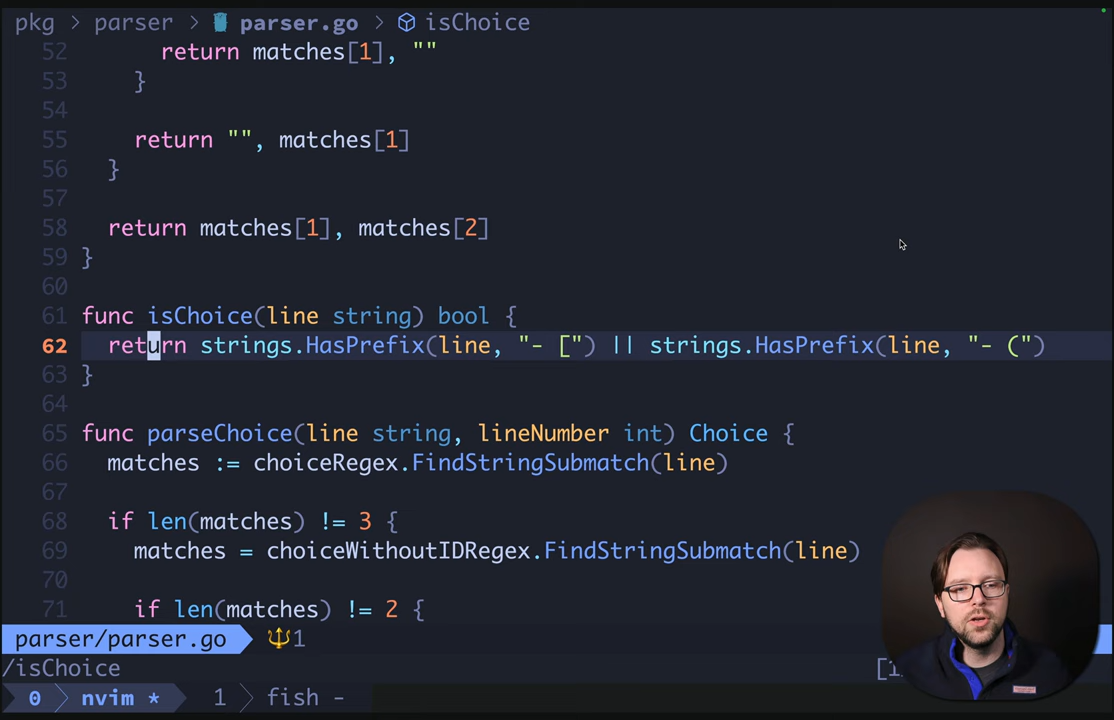 pkg > parser > parser.go > isChoice
52 return matches[1], ""
53 }
54
55 return "", matches[1]
56 }
57
58 return matches[1], matches[2]
59 }
60
61 func isChoice(line string) bool {
62 return strings.HasPrefix(line, "- [") || strings.HasPrefix(line, "- (")
63 }
64
65 func parseChoice(line string, lineNumber int) Choice {
66 matches := choiceRegex.FindStringSubmatch(line)
67
68 if len(matches) != 3 {
69 matches = choiceWithoutIDRegex.FindStringSubmatch(line)
70
71 if len(matches) != 2 {
parser/parser.go 1
/isChoice
0 nvim * 1 fish -